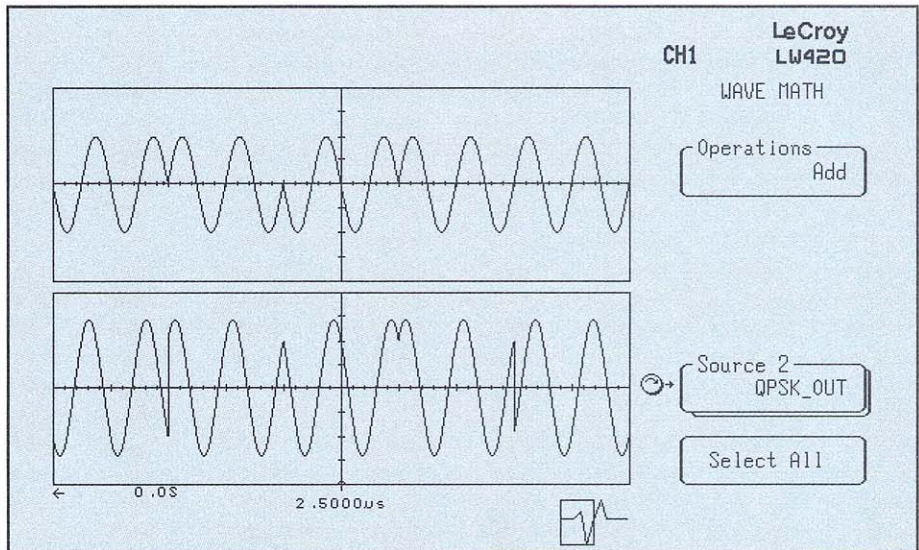 LeCroy
CH1 LW420
WAVE MATH
Operations
Add
Source 2
QPSK_OUT
Select All
0.0S
2.5000µs